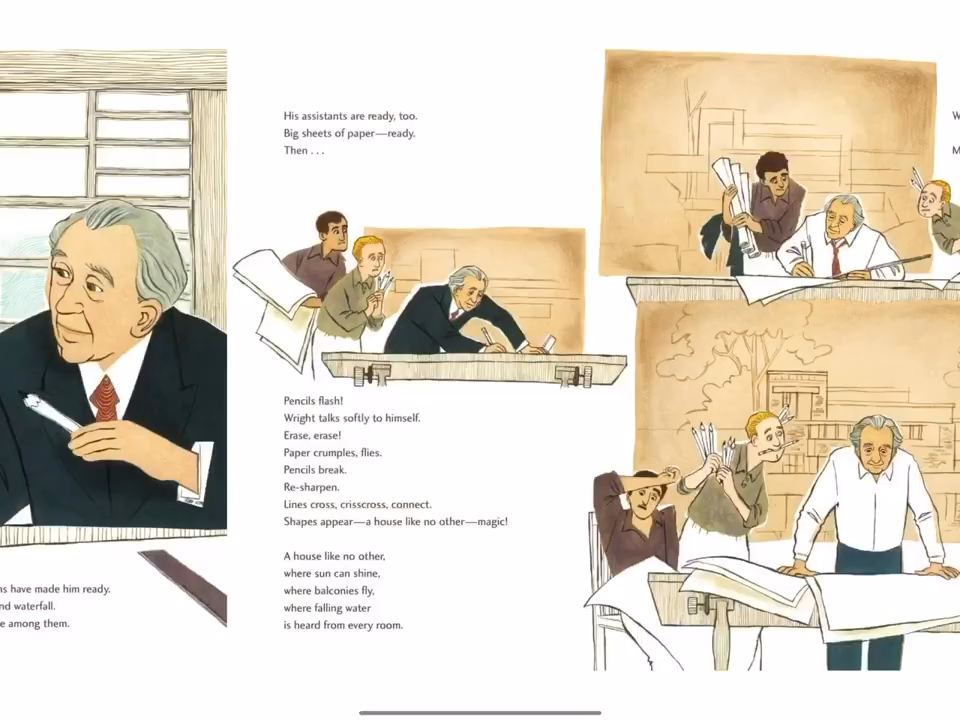 ns have made him ready.
nd waterfall.
e among them.
His assistants are ready, too.
Big sheets of paper—ready.
Then . . .
Pencils flash!
Wright talks softly to himself.
Erase, erase!
Paper crumples, flies.
Pencils break.
Re-sharpen.
Lines cross, crisscross, connect.
Shapes appear—a house like no other—magic!
A house like no other,
where sun can shine,
where balconies fly,
where falling water
is heard from every room.
W
M